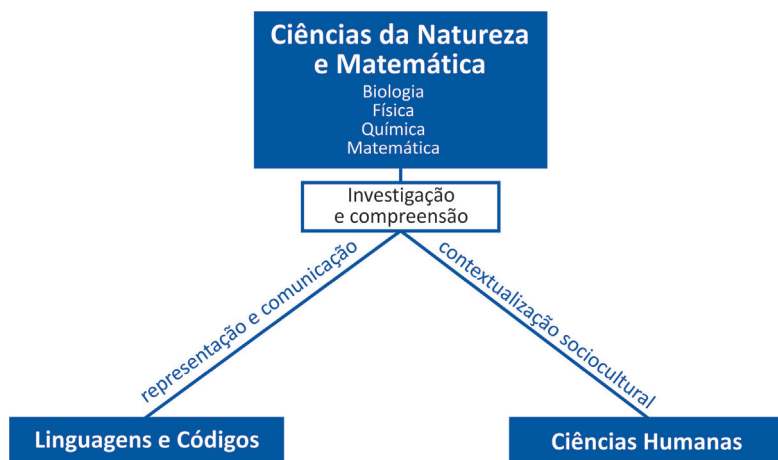 Ciências da Natureza
e Matemática
Biologia
Física
Química
Matemática
Investigação
e compreensão
representação e comunicação
contextualização sociocultural
Linguagens e Códigos
Ciências Humanas